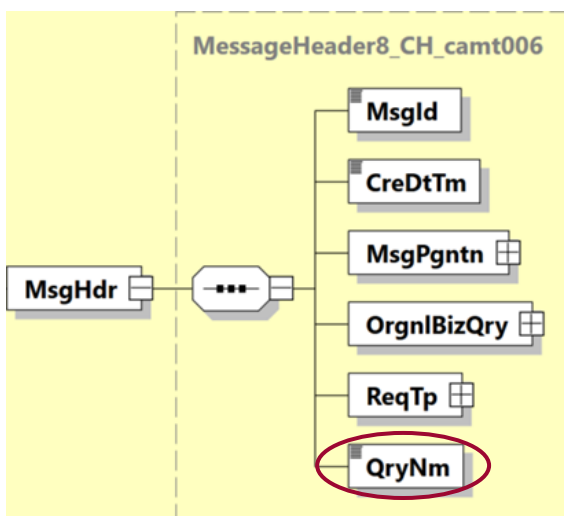 MessageHeader8_CH_camt006
MsgId
CreDtTm
MsgPgntn
MsgHdr
OrgnlBizQry
ReqTp
QryNm